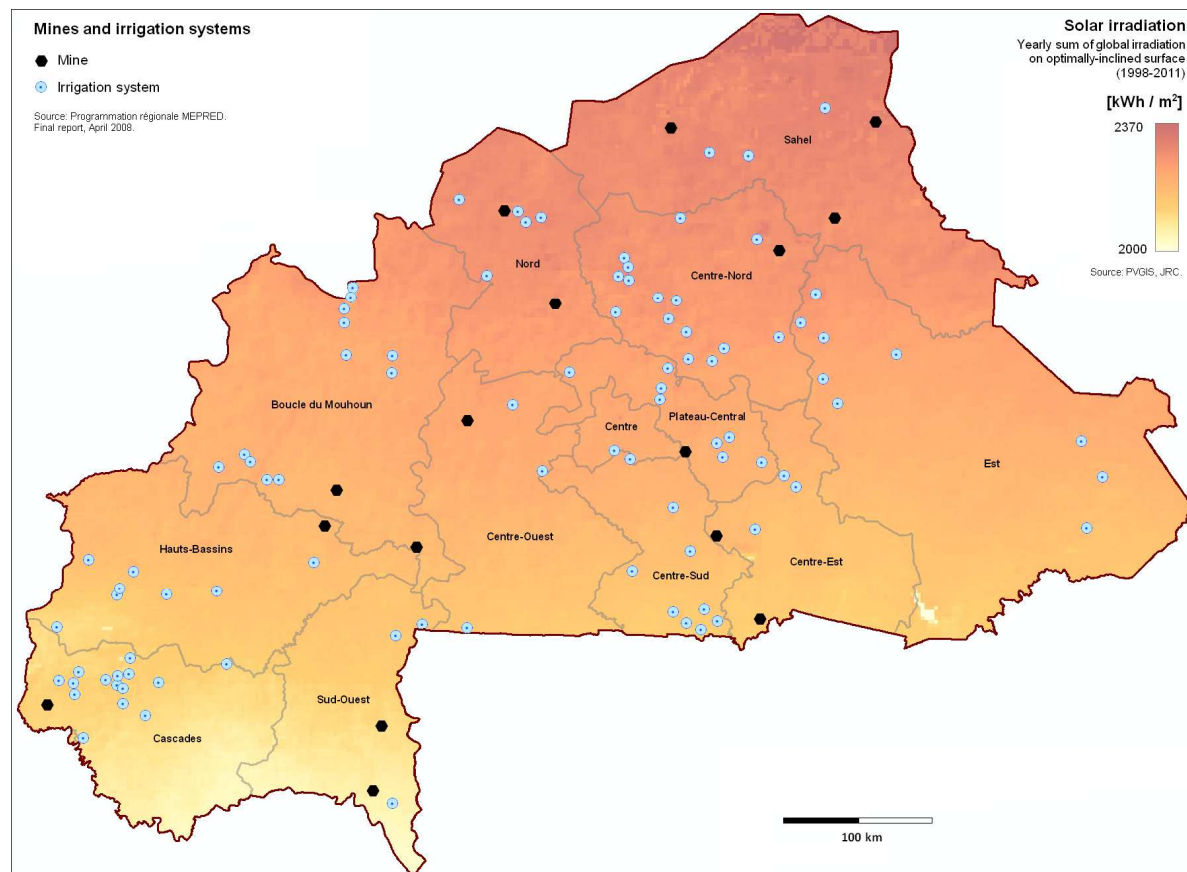 Mines and irrigation systems
Mine
Irrigation system
Source: Programmation régionale MEPRED.
Final report, April 2008.
Solar irradiation
Yearly sum of global irradiation
on optimally-inclined surface
(1998-2011)
[kWh / m²]
2370
2000
Source: PVGIS, JRC.
Sahel
Nord
Centre-Nord
Boucle du Mouhoun
Centre
Plateau-Central
Est
Hauts-Bassins
Centre-Ouest
Centre-Sud
Centre-Est
Sud-Ouest
Cascades
100 km